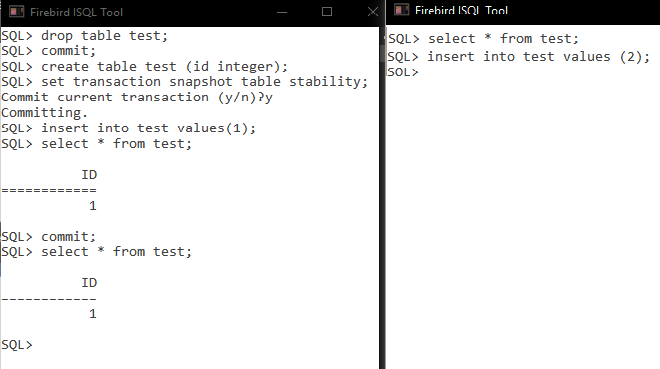 Firebird ISQL Tool
SQL> drop table test;
SQL> commit;
SQL> create table test (id integer);
SQL> set transaction snapshot table stability;
Commit current transaction (y/n)?y
Committing.
SQL> insert into test values(1);
SQL> select * from test;
ID
============
1
SQL> commit;
SQL> select * from test;
ID
------------
1
SQL>
Firebird ISQL Tool
SQL> select * from test;
SQL> insert into test values (2);
SQL>